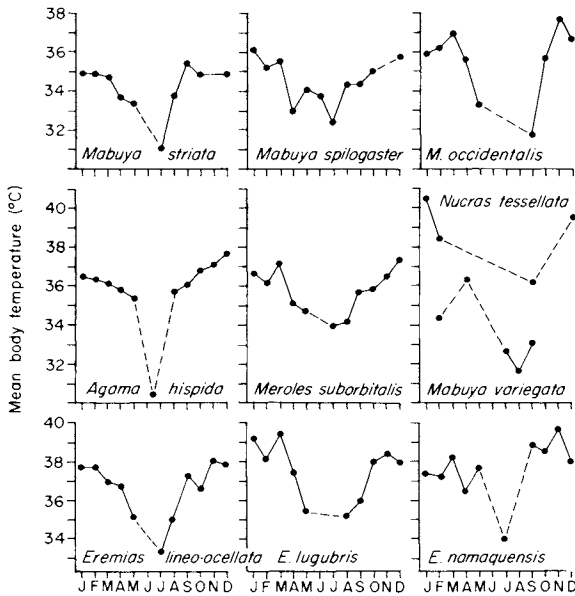 Mean body temperature (°C)
38
36
34
32
Mabuya striata
Mabuya spilogaster
M. occidentalis
40
38
36
34
32
Agama hispida
Meroles suborbitalis
Nucras tessellata
Mabuya variegata
40
38
36
34
Eremias lineo-ocellata
E. lugubris
E. namaquensis
J F M A M J J A S O N D
J F M A M J J A S O N D
J F M A M J J A S O N D